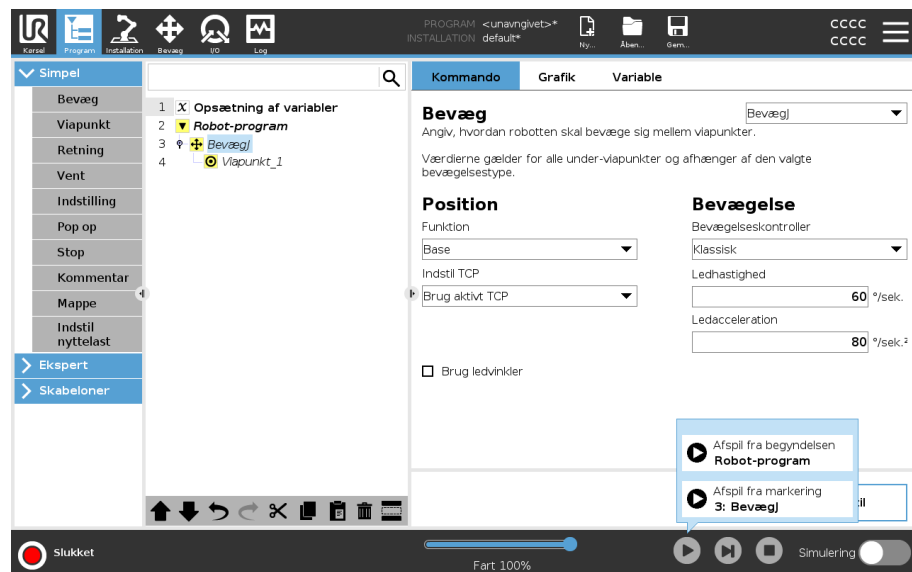 UR
Kørsel
Program
Installation
Bevæg
I/O
Log
PROGRAM <unavngivet>*
INSTALLATION default*
Ny...
Åben...
Gem...
CCCC
CCCC
Simpel
Bevæg
Viapunkt
Retning
Vent
Indstilling
Pop op
Stop
Kommentar
Mappe
Indstil
nyttelast
Ekspert
Skabeloner
1 X Opsætning af variabler
2 Robot-program
3 BevægJ
4 Viapunkt_1
Kommando
Grafik
Variable
Bevæg
BevægJ
Angiv, hvordan robotten skal bevæge sig mellem viapunkter.
Værdierne gælder for alle under-viapunkter og afhænger af den valgte
bevægelsestype.
Position
Funktion
Base
Indstil TCP
Brug aktivt TCP
Brug ledvinkler
Bevægelse
Bevægelseskontroller
Klassisk
Ledhastighed
60 °/sek.
Ledacceleration
80 °/sek.²
Afspil fra begyndelsen
Robot-program
Afspil fra markering
3: BevægJ
Slukket
Fart 100%
Simulering